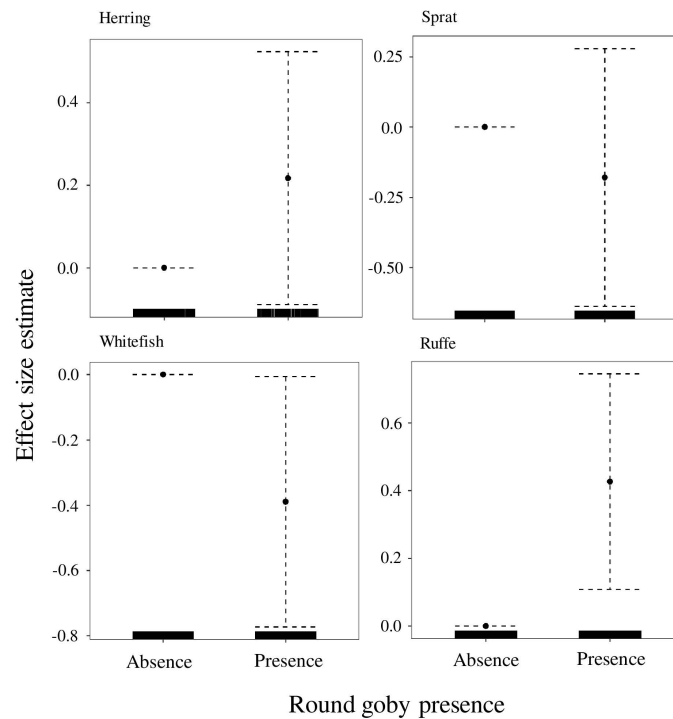 Herring
Sprat
0.4
0.2
0.0
0.25
0.0
-0.25
-0.50
Effect size estimate
Whitefish
Ruffe
0.0
-0.2
-0.4
-0.6
-0.8
0.6
0.4
0.2
0.0
Absence Presence
Absence Presence
Round goby presence